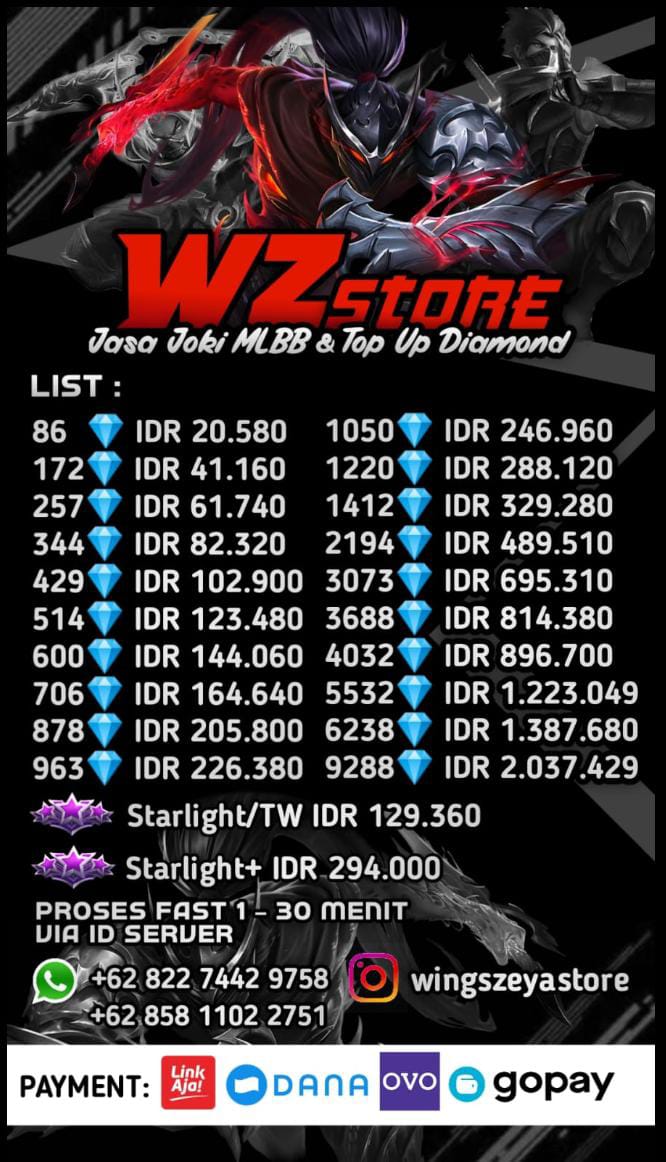 WZ STORE
Jasa Joki MLBB & Top Up Diamond
LIST :
86 IDR 20.580
172 IDR 41.160
257 IDR 61.740
344 IDR 82.320
429 IDR 102.900
514 IDR 123.480
600 IDR 144.060
706 IDR 164.640
878 IDR 205.800
963 IDR 226.380
1050 IDR 246.960
1220 IDR 288.120
1412 IDR 329.280
2194 IDR 489.510
3073 IDR 695.310
3688 IDR 814.380
4032 IDR 896.700
5532 IDR 1.223.049
6238 IDR 1.387.680
9288 IDR 2.037.429
Starlight/TW IDR 129.360
Starlight+ IDR 294.000
PROSES FAST 1 - 30 MENIT
VIA ID SERVER
+62 822 7442 9758
+62 858 1102 2751
wingszeyastore
PAYMENT: Link Aja! DANA OVO gopay